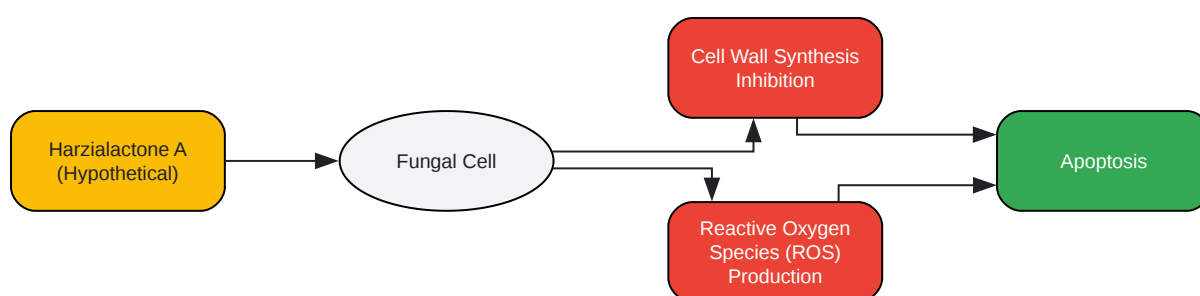 Harzialactone A
(Hypothetical)
Fungal Cell
Cell Wall Synthesis
Inhibition
Reactive Oxygen
Species (ROS)
Production
Apoptosis